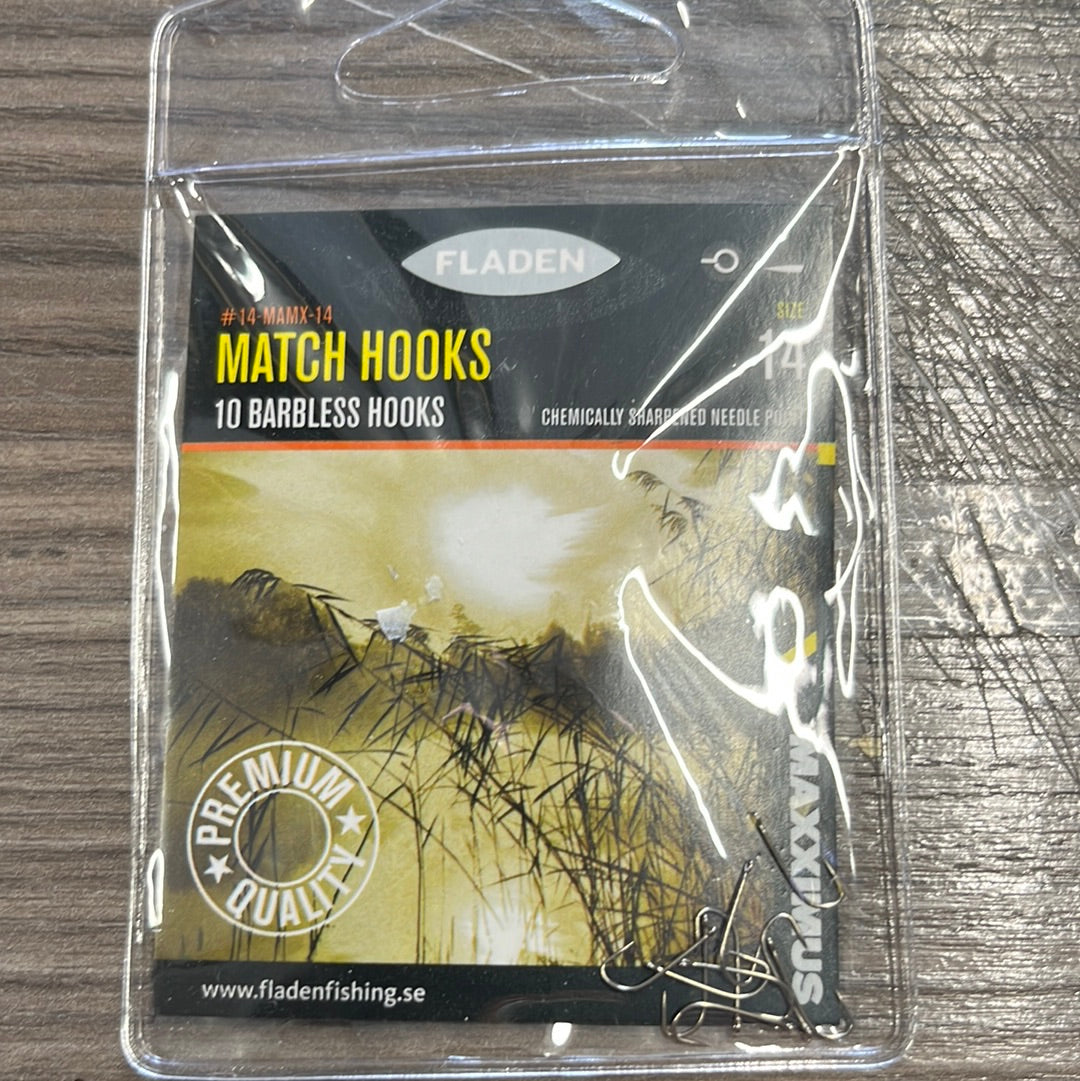 FLADEN
#14-MAMX-14
SIZE
MATCH HOOKS
14
10 BARBLESS HOOKS
CHEMICALLY SHARPENED NEEDLE
PREMIUM
QUALITY
MAXXIMUS
www.fladenfishing.se